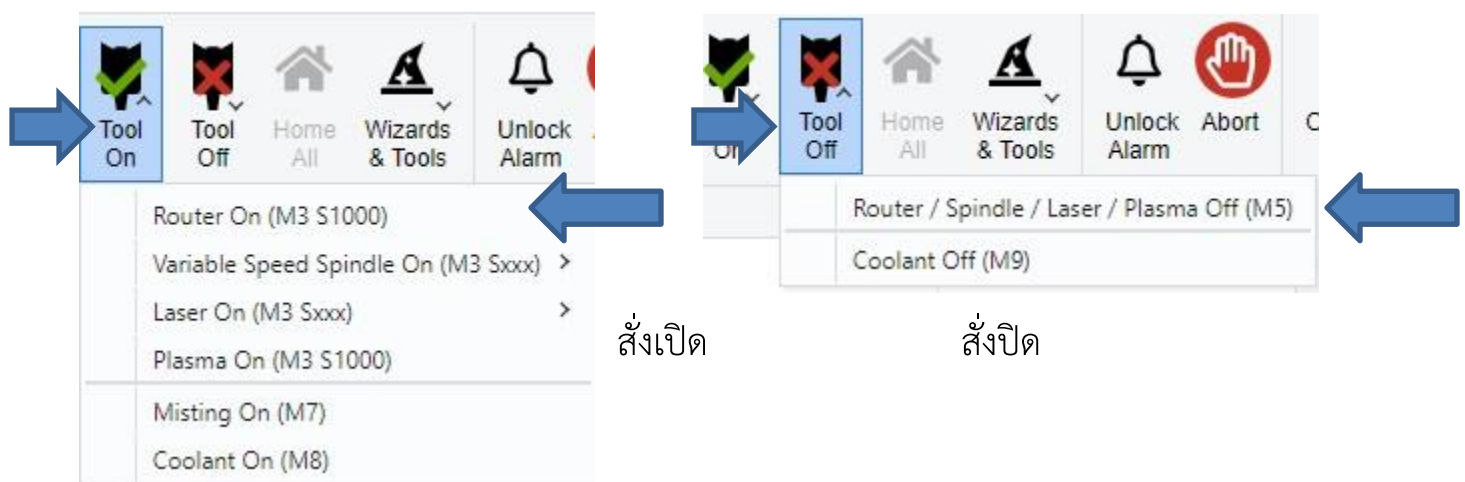 Tool
On
Tool
Off
Home
All
Wizards
& Tools
Unlock
Alarm
Router On (M3 S1000)
Variable Speed Spindle On (M3 Sxxx)
Laser On (M3 Sxxx)
Plasma On (M3 S1000)
Misting On (M7)
Coolant On (M8)
สั่งเปิด
Tool
Off
Home
All
Wizards
& Tools
Unlock
Alarm
Abort
Router / Spindle / Laser / Plasma Off (M5)
Coolant Off (M9)
สั่งปิด